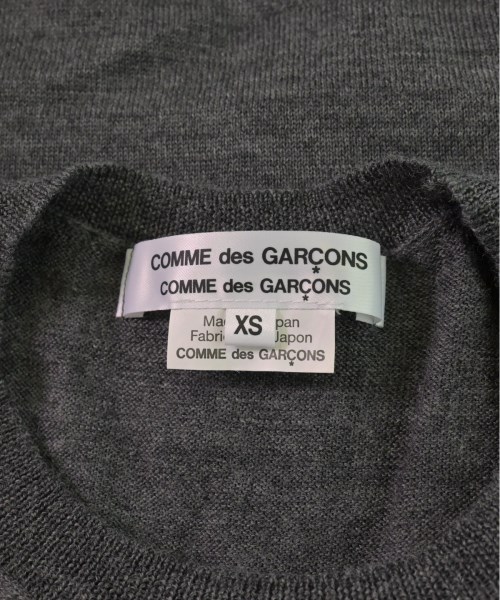 COMME des GARÇONS
COMME des GARÇONS
XS
Ma pan
Fabri Japon
COMME des GARÇONS